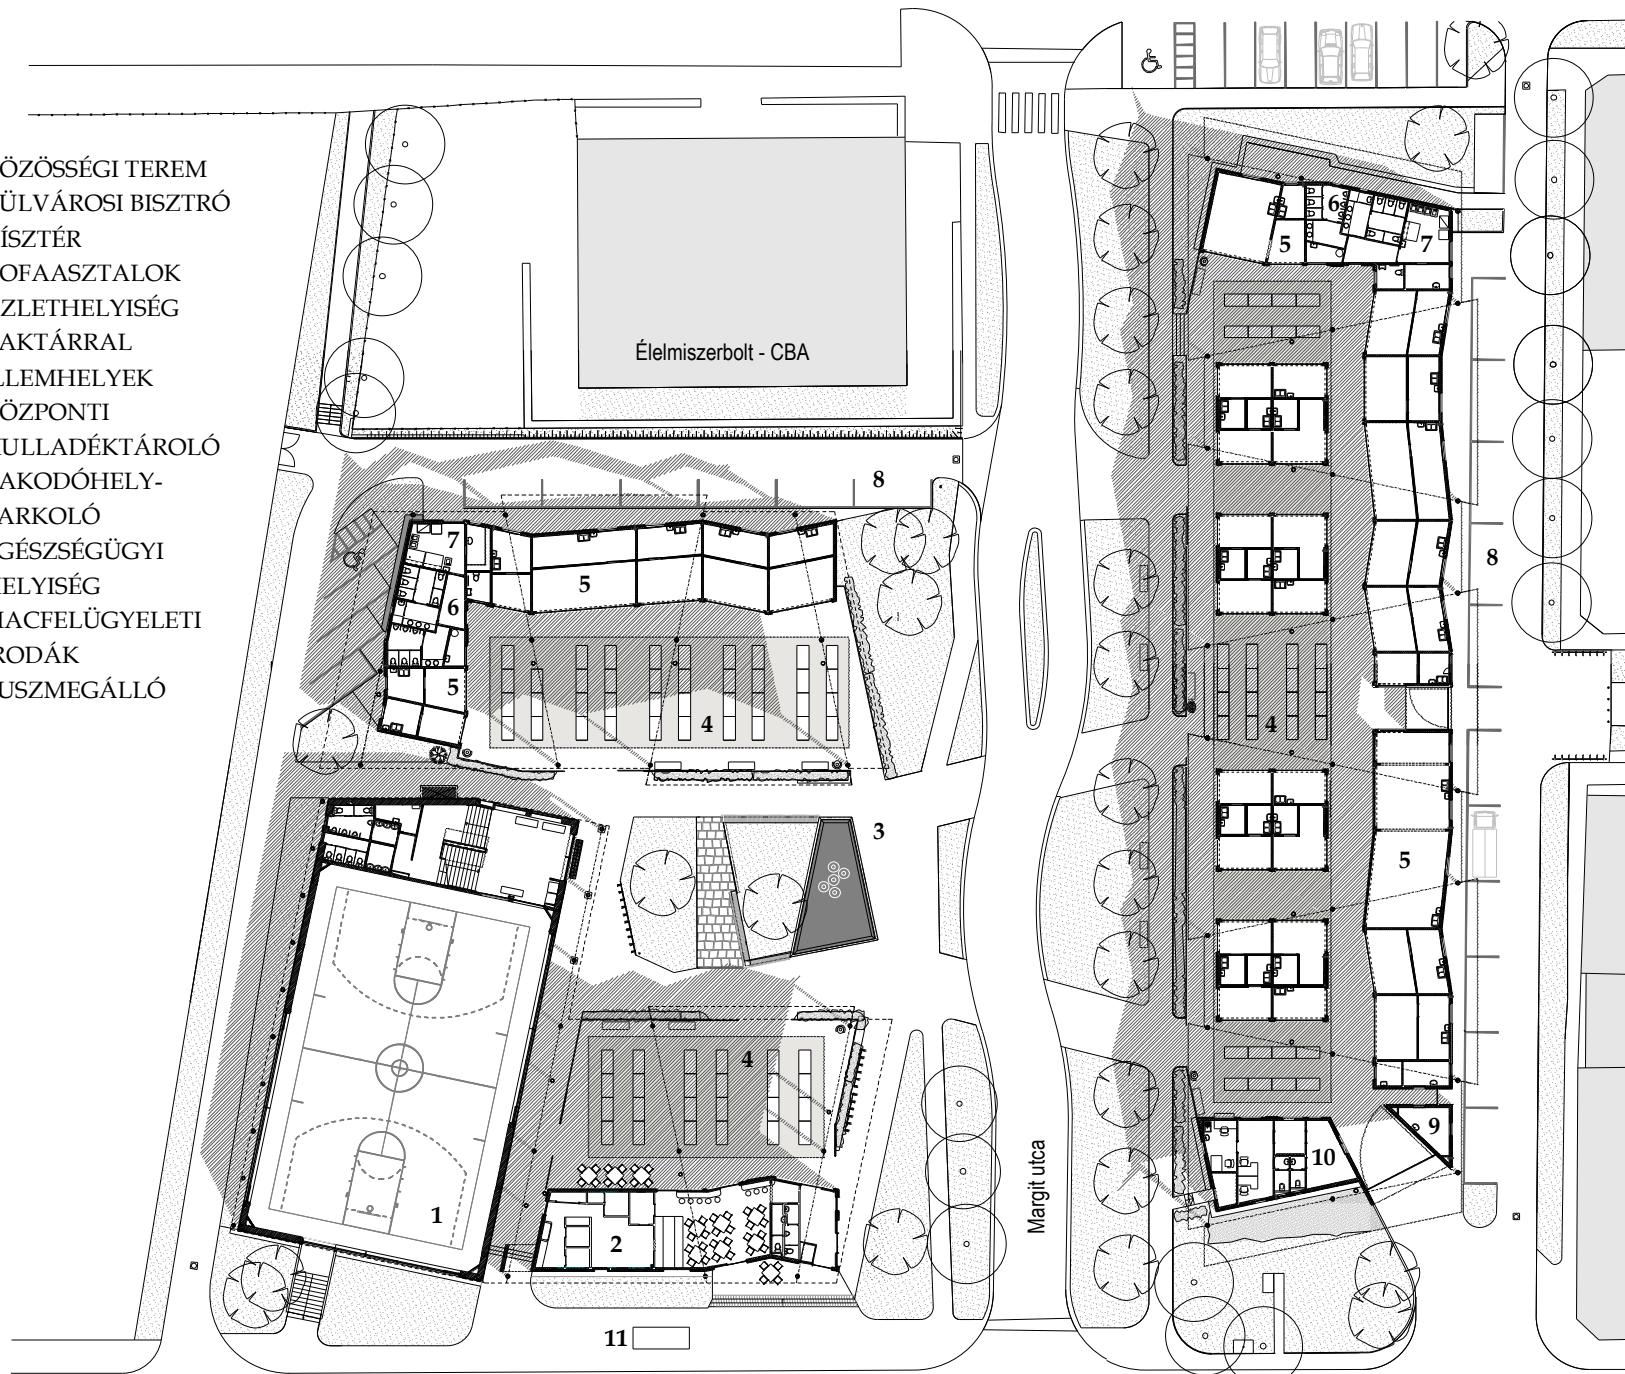 ÖZÖSSÉGI TEREM
ÜLVÁROSI BISZTRÓ
ÍSZTÉR
OFAASZTALOK
ZLETHELYISÉG
AKTÁRRAL
LLEMHELYEK
ÖZPONTI
ULLADÉKTÁROLÓ
AKODÓHELY-
ARKOLÓ
GÉSZSÉGÜGYI
ELYISÉG
IACFELÜGYELETI
RODÁK
USZMEGÁLLÓ
Élelmiszerbolt - CBA
Margit utca
6
5
7
8
7
5
6
5
4
4
8
3
5
4
9
10
1
2
11